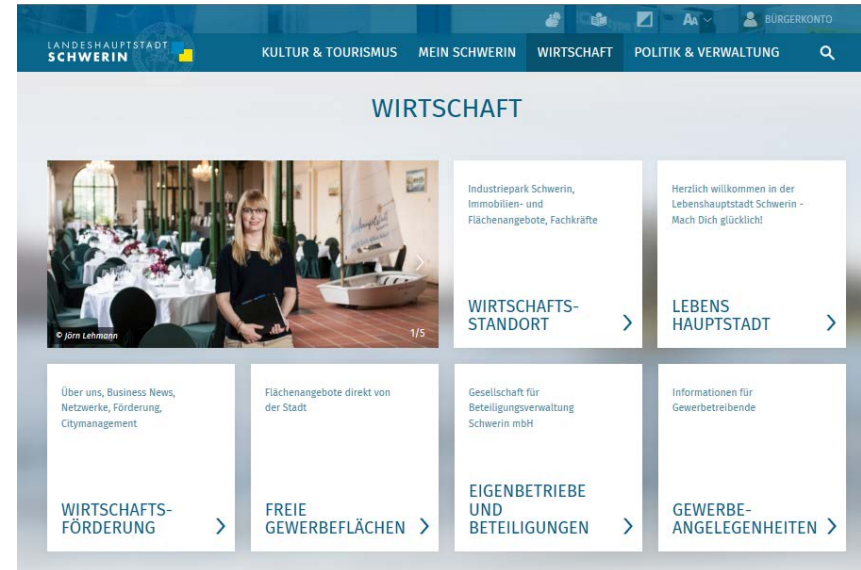 AA
BÜRGERKONTO
LANDESHAUPTSTADT
SCHWERIN
KULTUR & TOURISMUS MEIN SCHWERIN WIRTSCHAFT POLITIK & VERWALTUNG
WIRTSCHAFT
© Jörn Lehmann
1/5
Industriepark Schwerin,
Immobilien- und
Flächenangebote, Fachkräfte
WIRTSCHAFTS-
STANDORT
Herzlich willkommen in der
Lebenshauptstadt Schwerin -
Mach Dich glücklich!
LEBENS
HAUPTSTADT
Über uns, Business News,
Netzwerke, Förderung,
Citymanagement
WIRTSCHAFTS-
FÖRDERUNG
Flächenangebote direkt von
der Stadt
FREIE
GEWERBEFLÄCHEN
Gesellschaft für
Beteiligungsverwaltung
Schwerin mbH
EIGENBETRIEBE
UND
BETEILIGUNGEN
Informationen für
Gewerbetreibende
GEWERBE-
ANGELEGENHEITEN